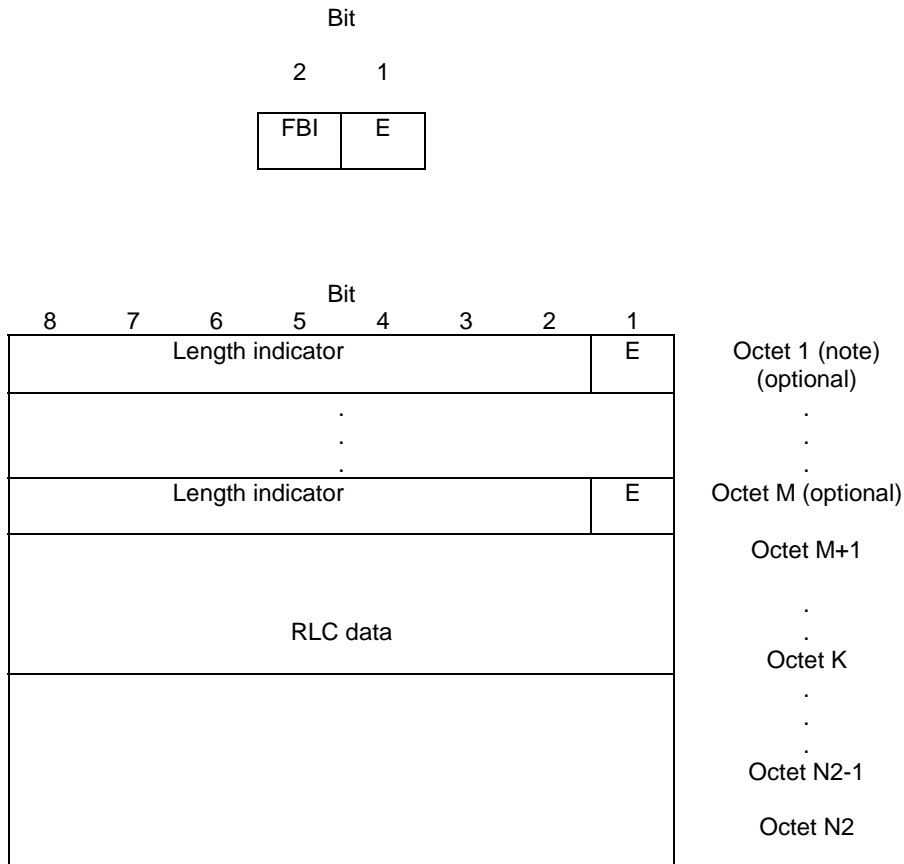 Bit
2 1
FBI E
Bit
8 7 6 5 4 3 2 1
Length indicator E Octet 1 (note)
(optional)
. .
. .
. .
Length indicator E Octet M (optional)
Octet M+1
.
RLC data .
Octet K
.
.
.
Octet N2-1
Octet N2